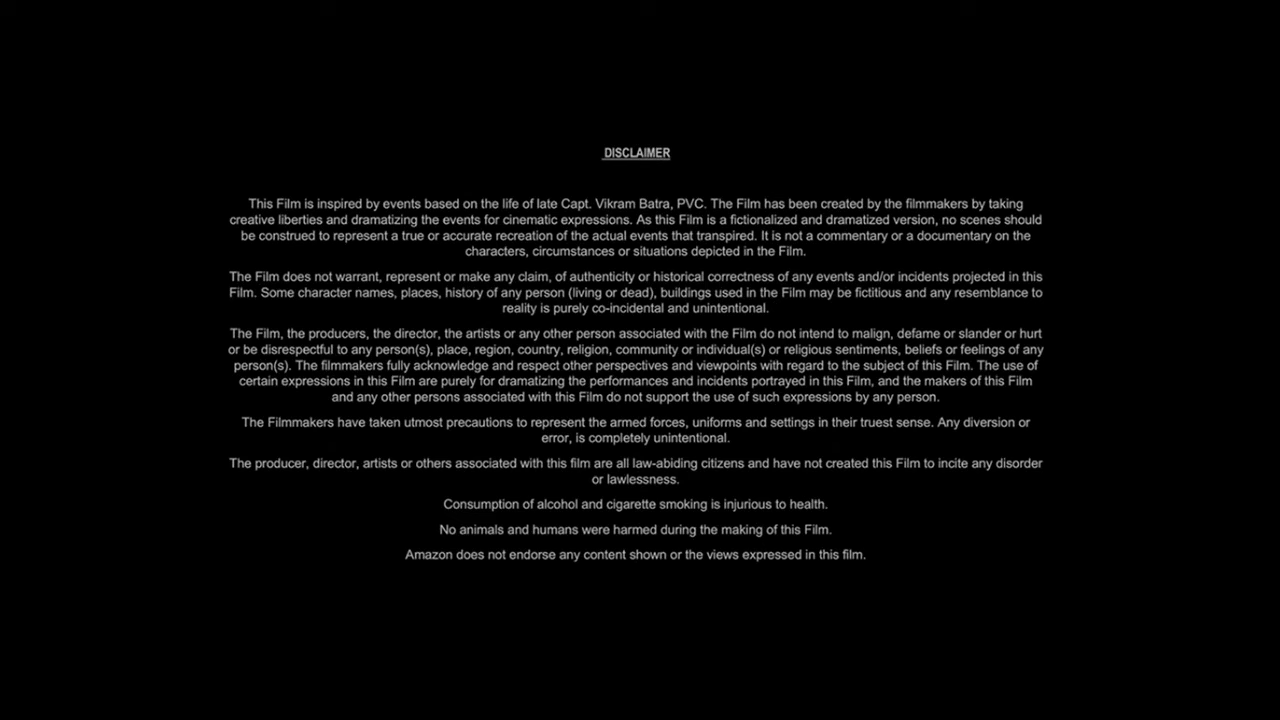 DISCLAIMER
This Film is inspired by events based on the life of late Capt. Vikram Batra, PVC. The Film has been created by the filmmakers by taking
creative liberties and dramatizing the events for cinematic expressions. As this Film is a fictionalized and dramatized version, no scenes should
be construed to represent a true or accurate recreation of the actual events that transpired. It is not a commentary or a documentary on the
characters, circumstances or situations depicted in the Film.
The Film does not warrant, represent or make any claim, of authenticity or historical correctness of any events and/or incidents projected in this
Film. Some character names, places, history of any person (living or dead), buildings used in the Film may be fictitious and any resemblance to
reality is purely co-incidental and unintentional.
The Film, the producers, the director, the artists or any other person associated with the Film do not intend to malign, defame or slander or hurt
or be disrespectful to any person(s), place, region, country, religion, community or individual(s) or religious sentiments, beliefs or feelings of any
person(s). The filmmakers fully acknowledge and respect other perspectives and viewpoints with regard to the subject of this Film. The use of
certain expressions in this Film are purely for dramatizing the performances and incidents portrayed in this Film, and the makers of this Film
and any other persons associated with this Film do not support the use of such expressions by any person.
The Filmmakers have taken utmost precautions to represent the armed forces, uniforms and settings in their truest sense. Any diversion or
error, is completely unintentional.
The producer, director, artists or others associated with this film are all law-abiding citizens and have not created this Film to incite any disorder
or lawlessness.
Consumption of alcohol and cigarette smoking is injurious to health.
No animals and humans were harmed during the making of this Film.
Amazon does not endorse any content shown or the views expressed in this film.